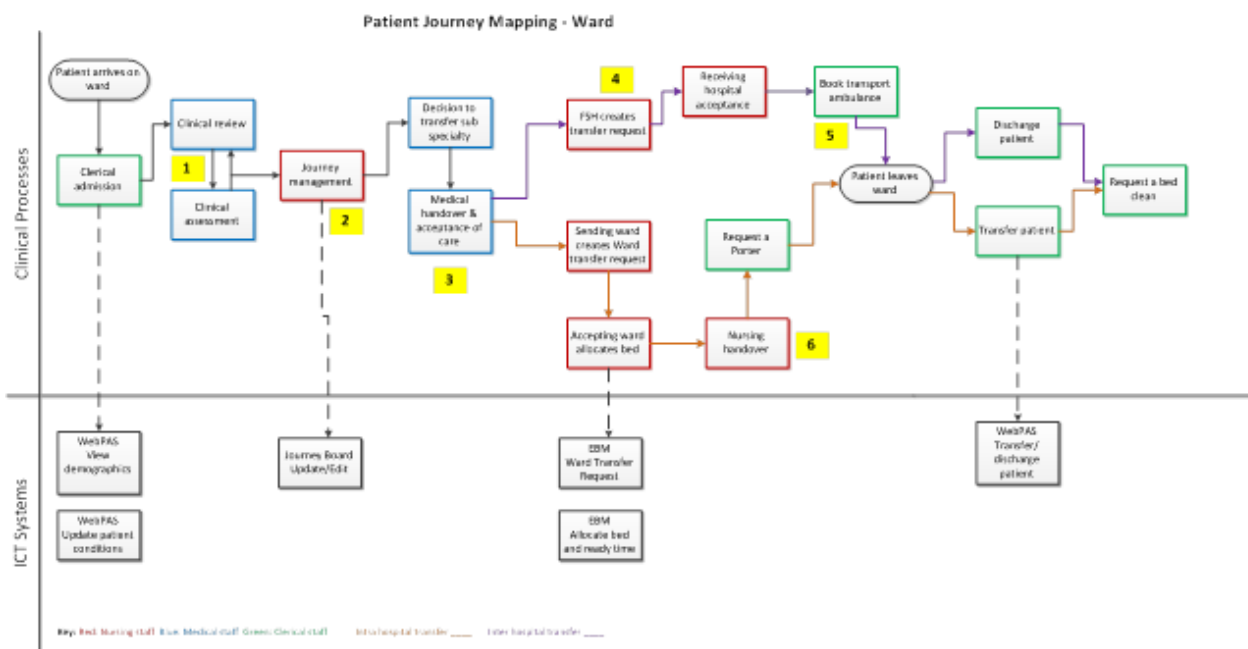 Patient Journey Mapping - Ward
Clinical Processes
Patient arrives on
ward
Clerical
admission
Clinical review
1
Clinical
assessment
Journey
management
2
Decision to
transfer sub
specialty
Medical
handover &
acceptance of
care
3
4
FSH creates
transfer request
Receiving
hospital
acceptance
Book transport
ambulance
5
Sending ward
creates Ward
transfer request
Accepting ward
allocates bed
Nursing
handover
6
Request a
Porter
Patient leaves
ward
Discharge
patient
Transfer patient
Request a bed
clean
ICT Systems
WebPAS
View
demographics
WebPAS
Update patient
conditions
Journey Board
Update/Edit
EBM
Ward Transfer
Request
EBM
Allocate bed
and ready time
WebPAS
Transfer/
discharge
patient
Key: Red: Nursing staff Blue: Medical staff Green: Clerical staff Intra hospital transfer ____ Inter hospital transfer ____